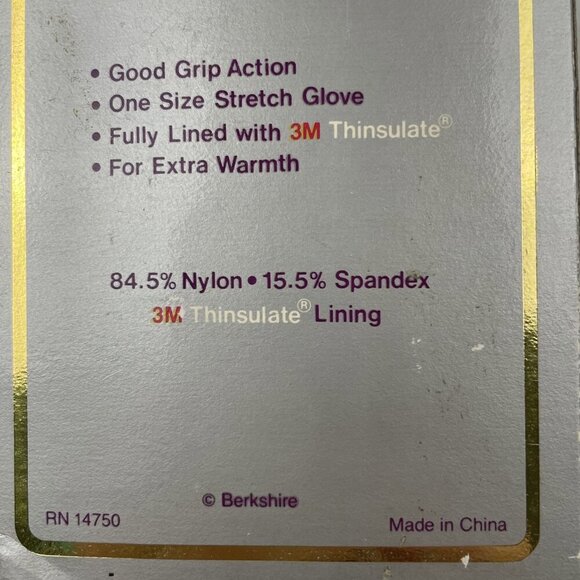 • Good Grip Action
• One Size Stretch Glove
• Fully Lined with 3M Thinsulate®
• For Extra Warmth
84.5% Nylon • 15.5% Spandex
3M Thinsulate® Lining
© Berkshire
RN 14750
Made in China